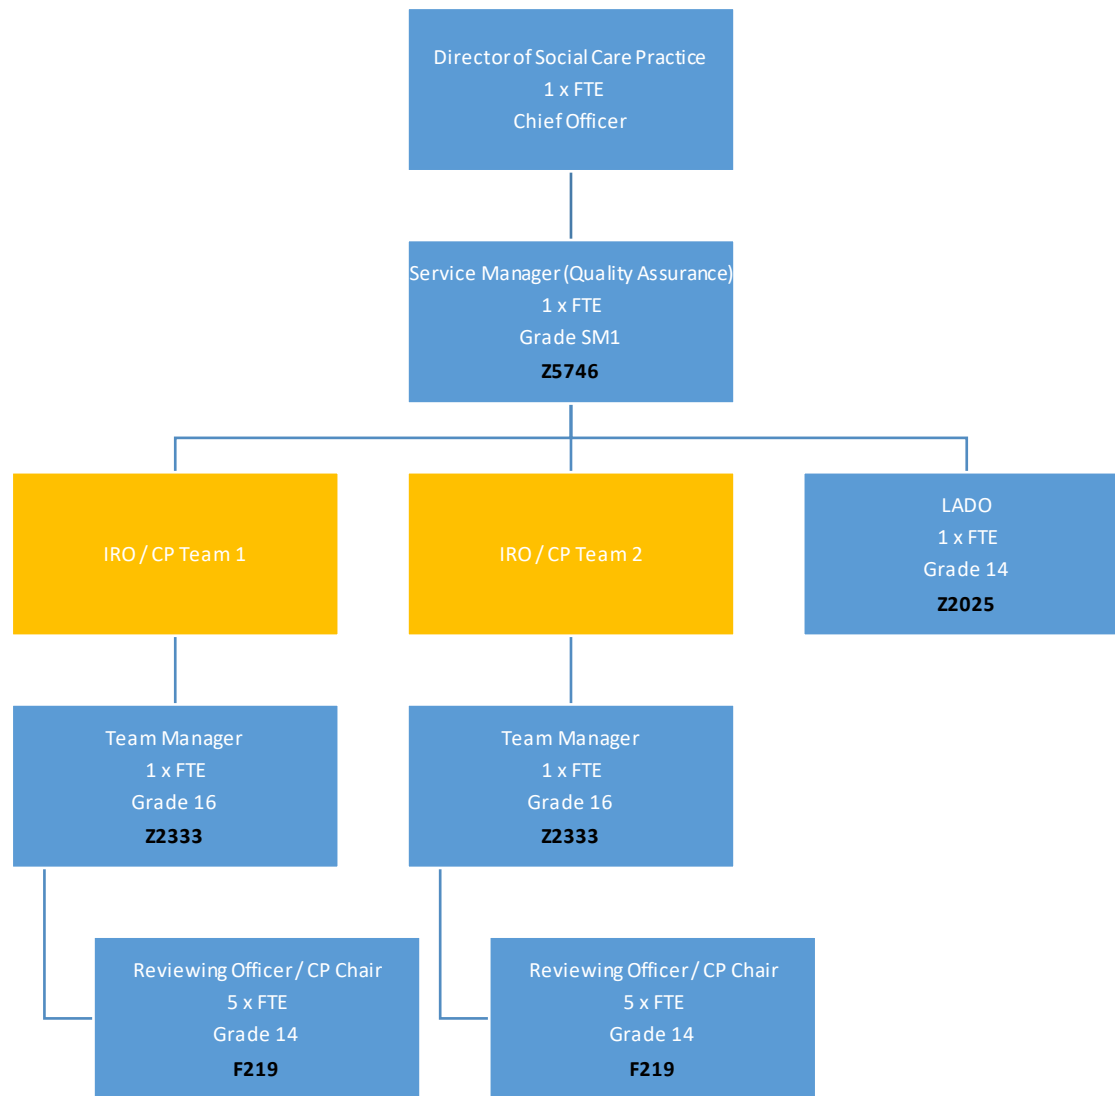 Director of Social Care Practice
1 x FTE
Chief Officer
Service Manager (Quality Assurance)
1 x FTE
Grade SM1
Z5746
IRO / CP Team 1
IRO / CP Team 2
LADO
1 x FTE
Grade 14
Z2025
Team Manager
1 x FTE
Grade 16
Z2333
Team Manager
1 x FTE
Grade 16
Z2333
Reviewing Officer / CP Chair
5 x FTE
Grade 14
F219
Reviewing Officer / CP Chair
5 x FTE
Grade 14
F219